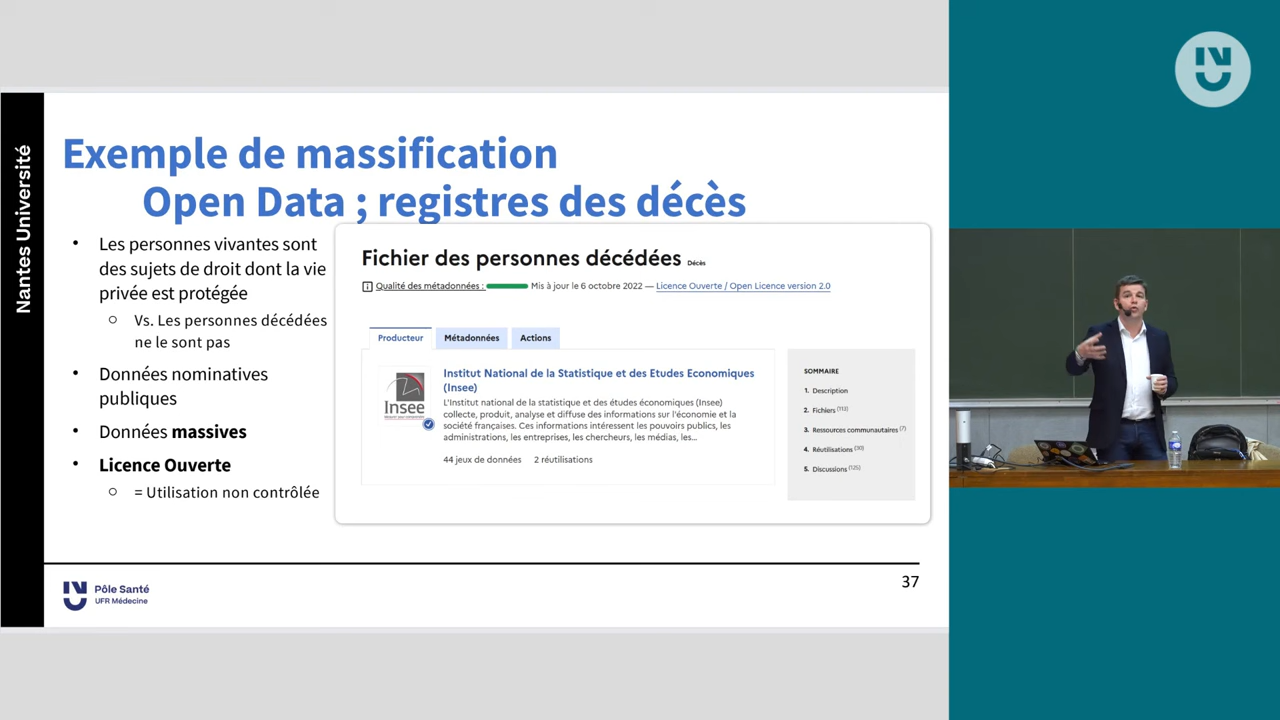 Nantes Université
Exemple de massification
Open Data ; registres des décès
• Les personnes vivantes sont
des sujets de droit dont la vie
privée est protégée
○ Vs. Les personnes décédées
ne le sont pas
• Données nominatives
publiques
• Données massives
• Licence Ouverte
○ = Utilisation non contrôlée
Fichier des personnes décédées Décès
Qualité des métadonnées : Mis à jour le 6 octobre 2022 — Licence Ouverte / Open Licence version 2.0
Producteur Métadonnées Actions
Insee
Institut National de la Statistique et des Etudes Economiques
(Insee)
L'Institut national de la statistique et des études économiques (Insee)
collecte, produit, analyse et diffuse des informations sur l'économie et la
société françaises. Ces informations intéressent les pouvoirs publics, les
administrations, les entreprises, les chercheurs, les médias, les...
44 jeux de données 2 réutilisations
SOMMAIRE
1. Description
2. Fichiers (112)
3. Ressources communautaires (7)
4. Réutilisations (30)
5. Discussions (125)
Pôle Santé
UFR Médecine
37